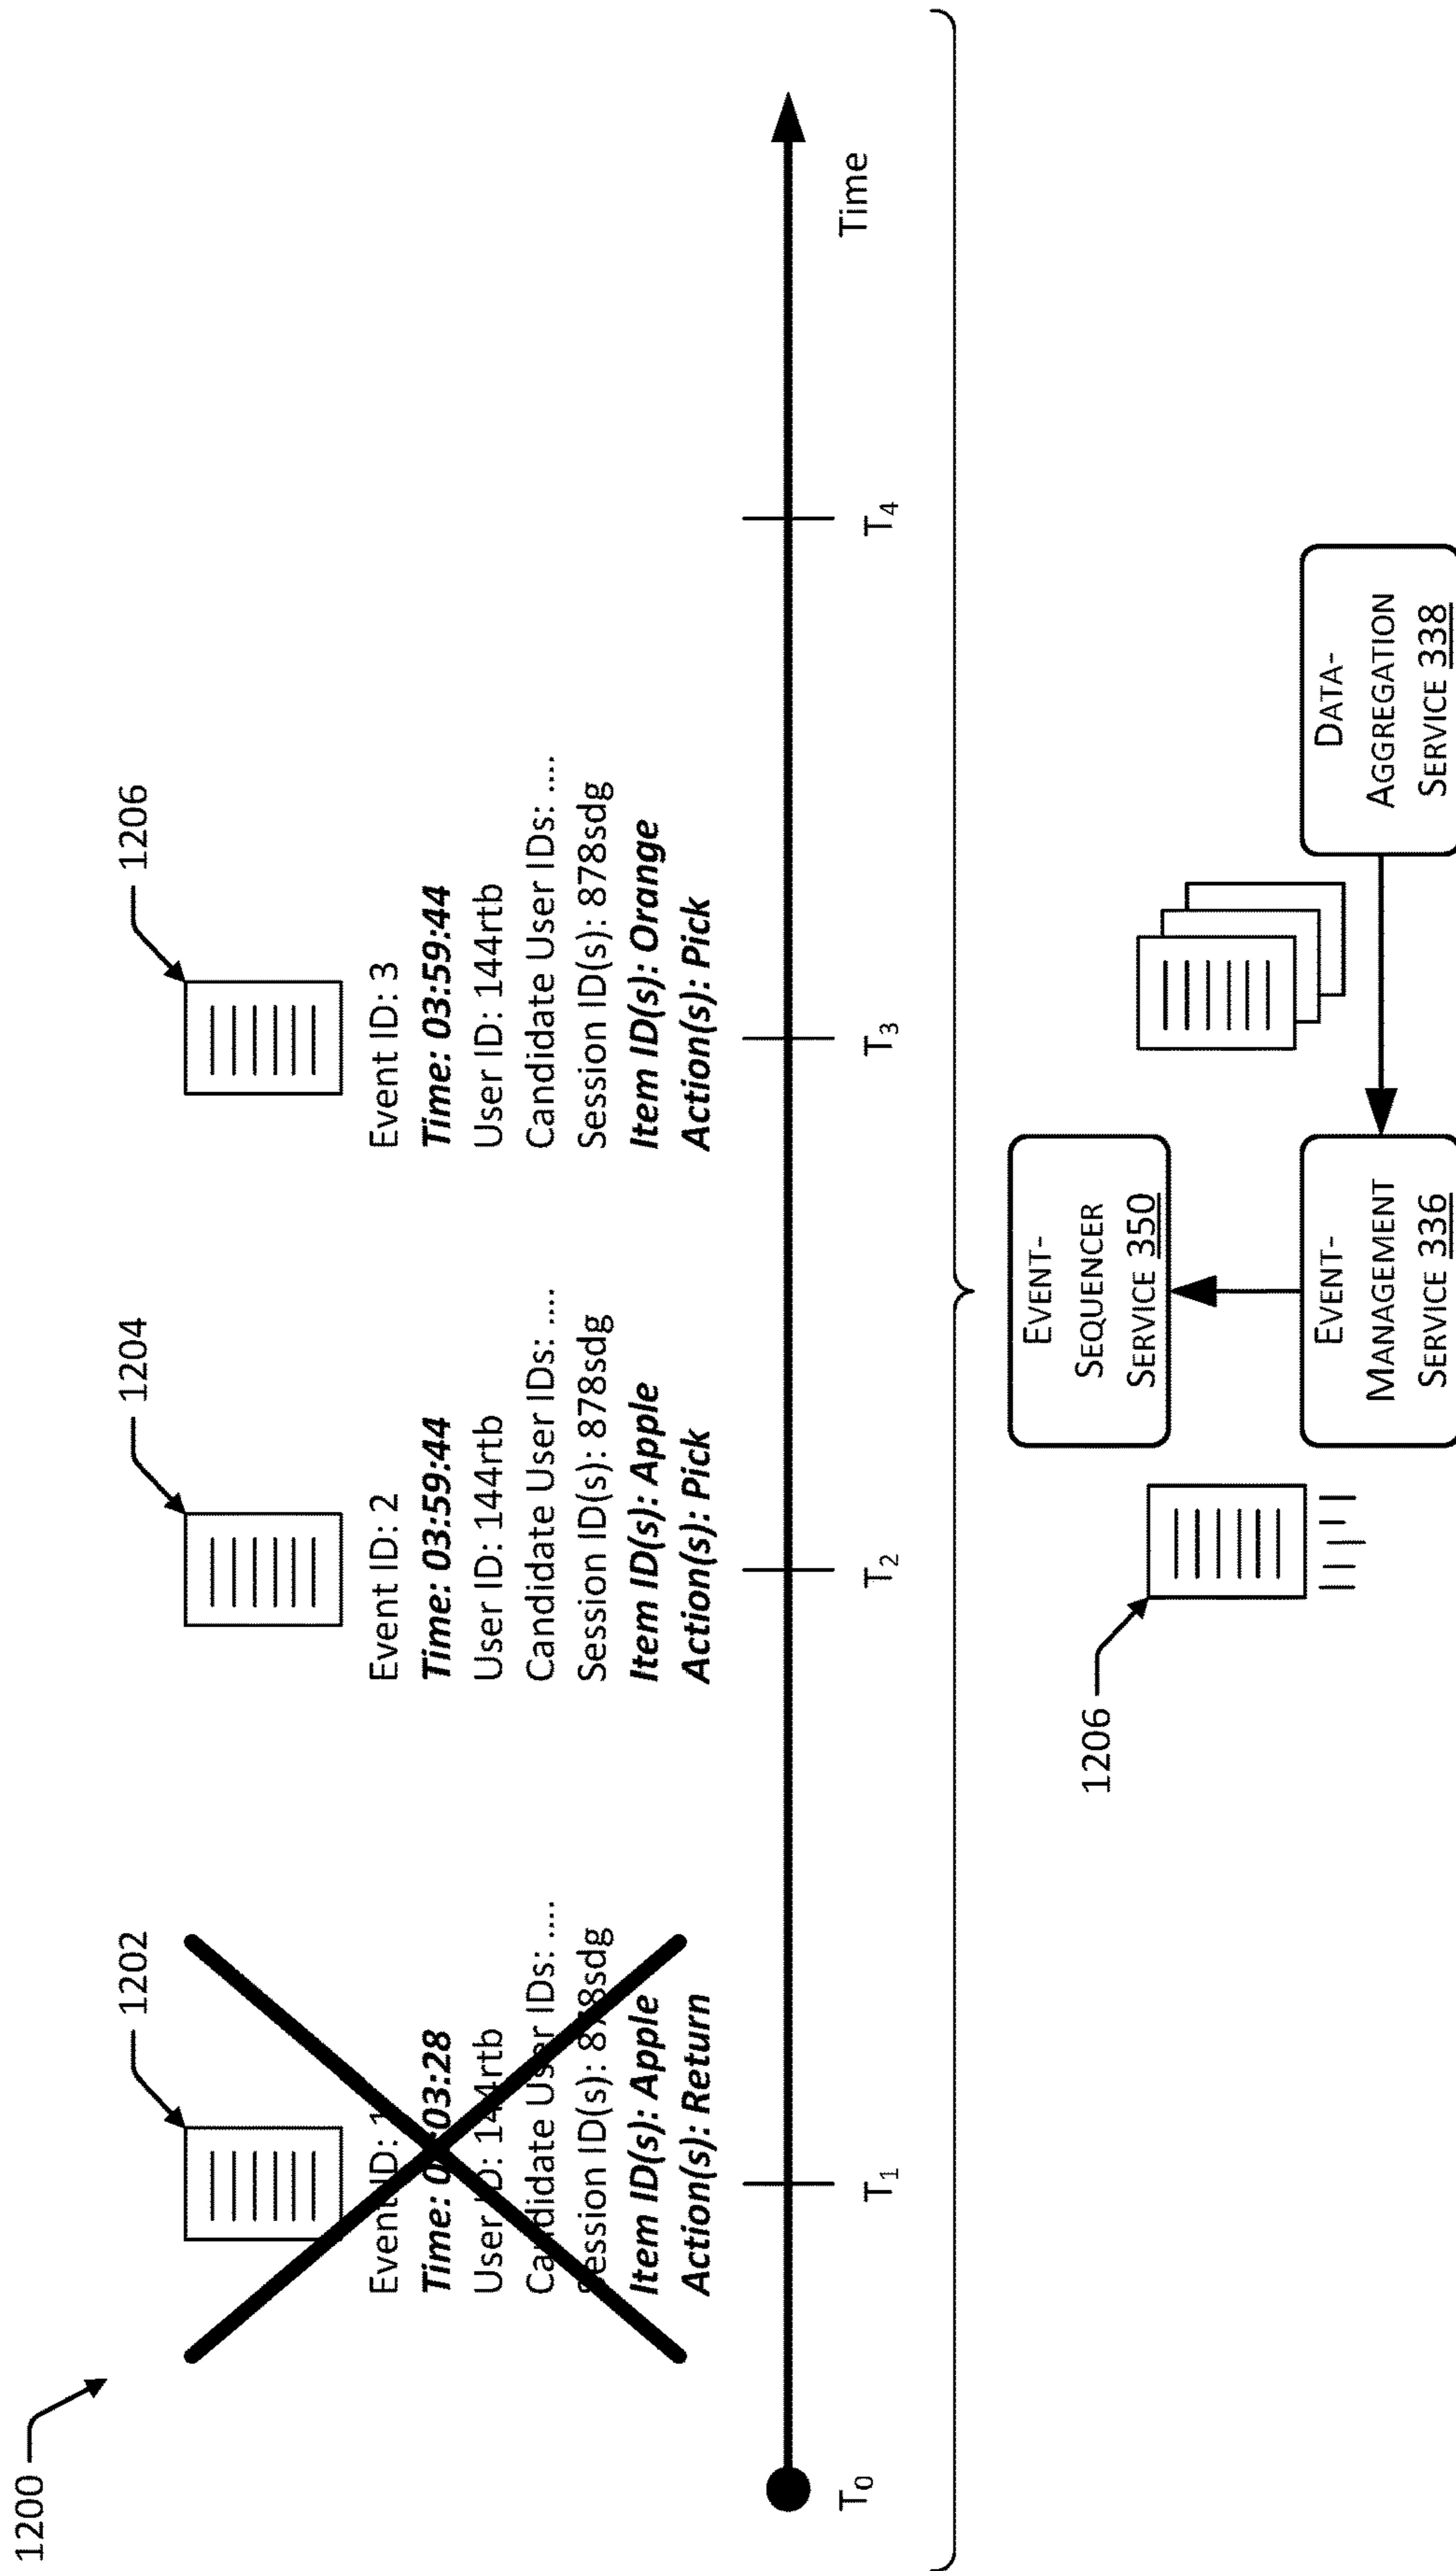 1200
1202
Event ID: 1
Time:
User ID: 144rtb
Candidate User IDs: ....
Session ID(s): 878sdg
Item ID(s): Apple
Action(s): Return
1204
Event ID: 2
Time: 03:59:44
User ID: 144rtb
Candidate User IDs: ....
Session ID(s): 878sdg
Item ID(s): Apple
Action(s): Pick
1206
Event ID: 3
Time: 03:59:44
User ID: 144rtb
Candidate User IDs: ....
Session ID(s): 878sdg
Item ID(s): Orange
Action(s): Pick
T0
T1
T2
T3
T4
Time
1206
EVENT-
SEQUENCER
SERVICE 350
EVENT-
MANAGEMENT
SERVICE 336
DATA-
AGGREGATION
SERVICE 338